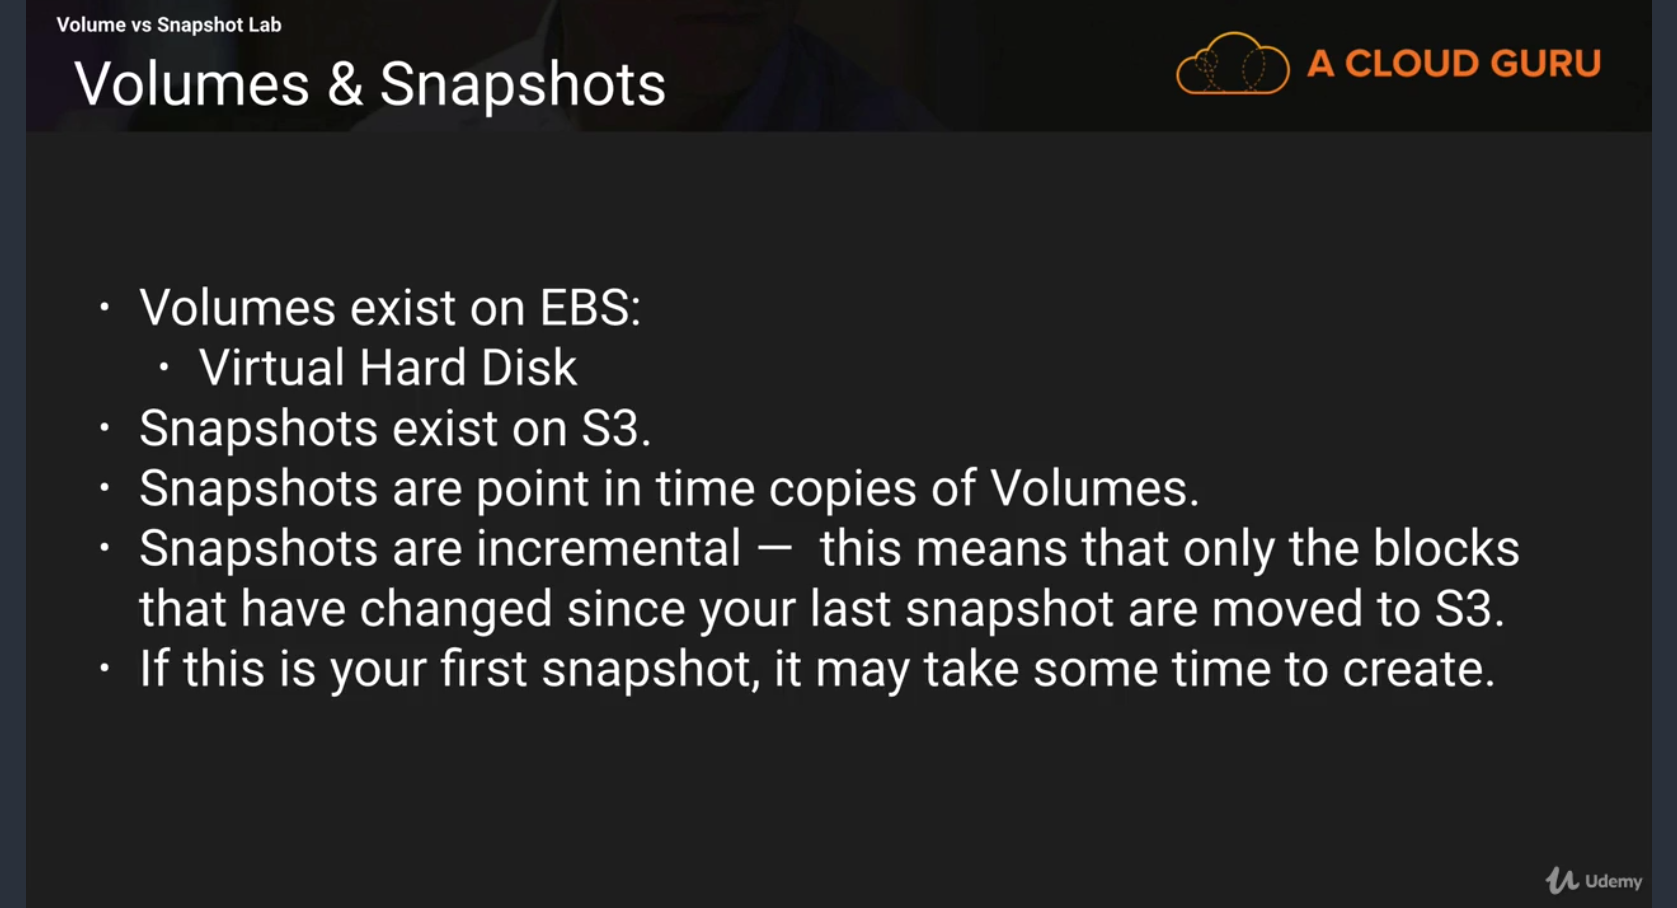 Volume vs Snapshot Lab
Volumes & Snapshots
A CLOUD GURU
· Volumes exist on EBS:
· Virtual Hard Disk
· Snapshots exist on S3.
· Snapshots are point in time copies of Volumes.
· Snapshots are incremental — this means that only the blocks
that have changed since your last snapshot are moved to S3.
· If this is your first snapshot, it may take some time to create.
Udemy